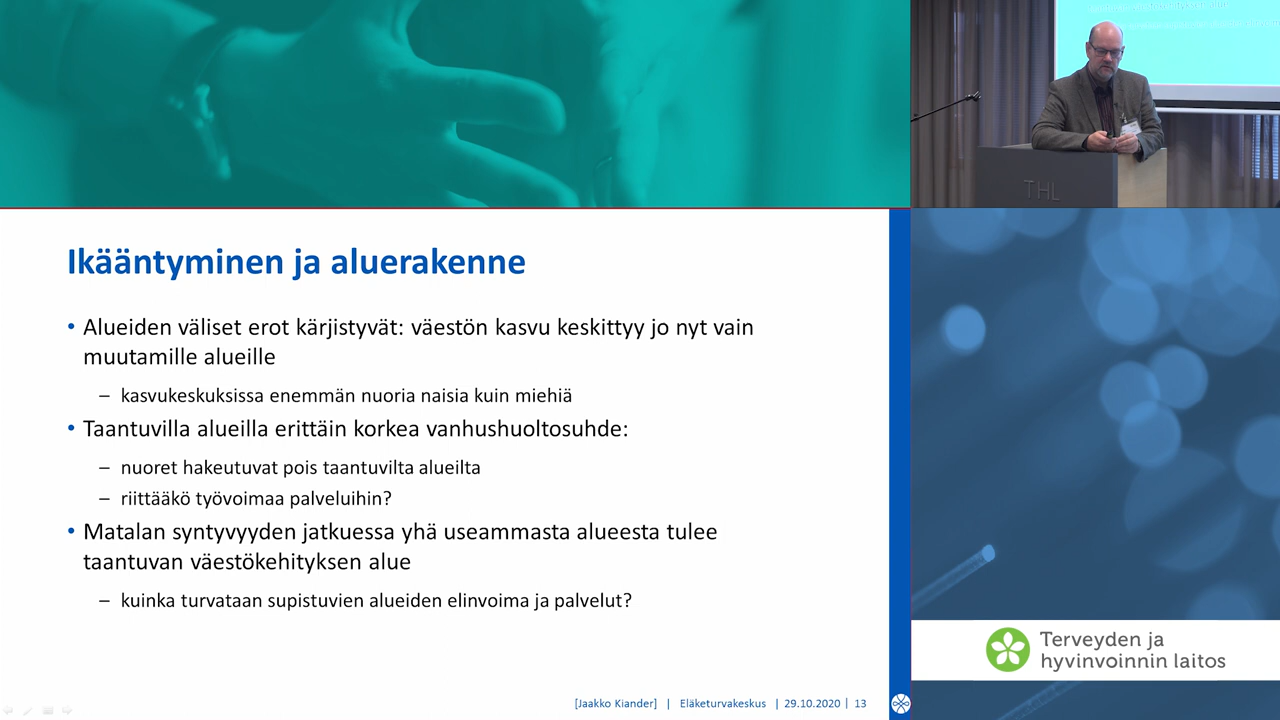 THL
Ikääntyminen ja aluerakenne
• Alueiden väliset erot kärjistyvät: väestön kasvu keskittyy jo nyt vain
muutamille alueille
– kasvukeskuksissa enemmän nuoria naisia kuin miehiä
• Taantuvilla alueilla erittäin korkea vanhushuoltosuhde:
– nuoret hakeutuvat pois taantuvilta alueilta
– riittääkö työvoimaa palveluihin?
• Matalan syntyvyyden jatkuessa yhä useammasta alueesta tulee
taantuvan väestökehityksen alue
– kuinka turvataan supistuvien alueiden elinvoima ja palvelut?
Terveyden ja
hyvinvoinnin laitos
[Jaakko Kiander] | Eläketurvakeskus | 29.10.2020 | 13